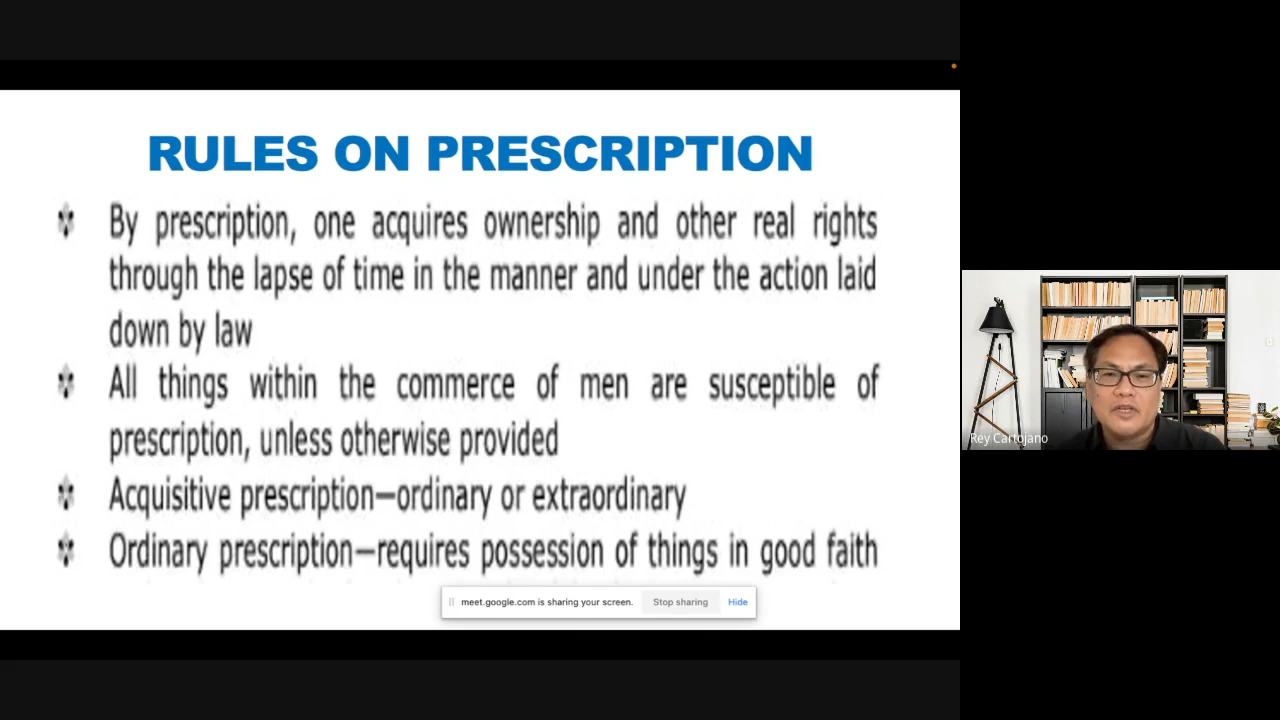 RULES ON PRESCRIPTION
By prescription, one acquires ownership and other real rights
through the lapse of time in the manner and under the action laid
down by law
All things within the commerce of men are susceptible of
prescription, unless otherwise provided
Acquisitive prescription—ordinary or extraordinary
Ordinary prescription—requires possession of things in good faith
meet.google.com is sharing your screen. Stop sharing Hide
Rey Cartojano